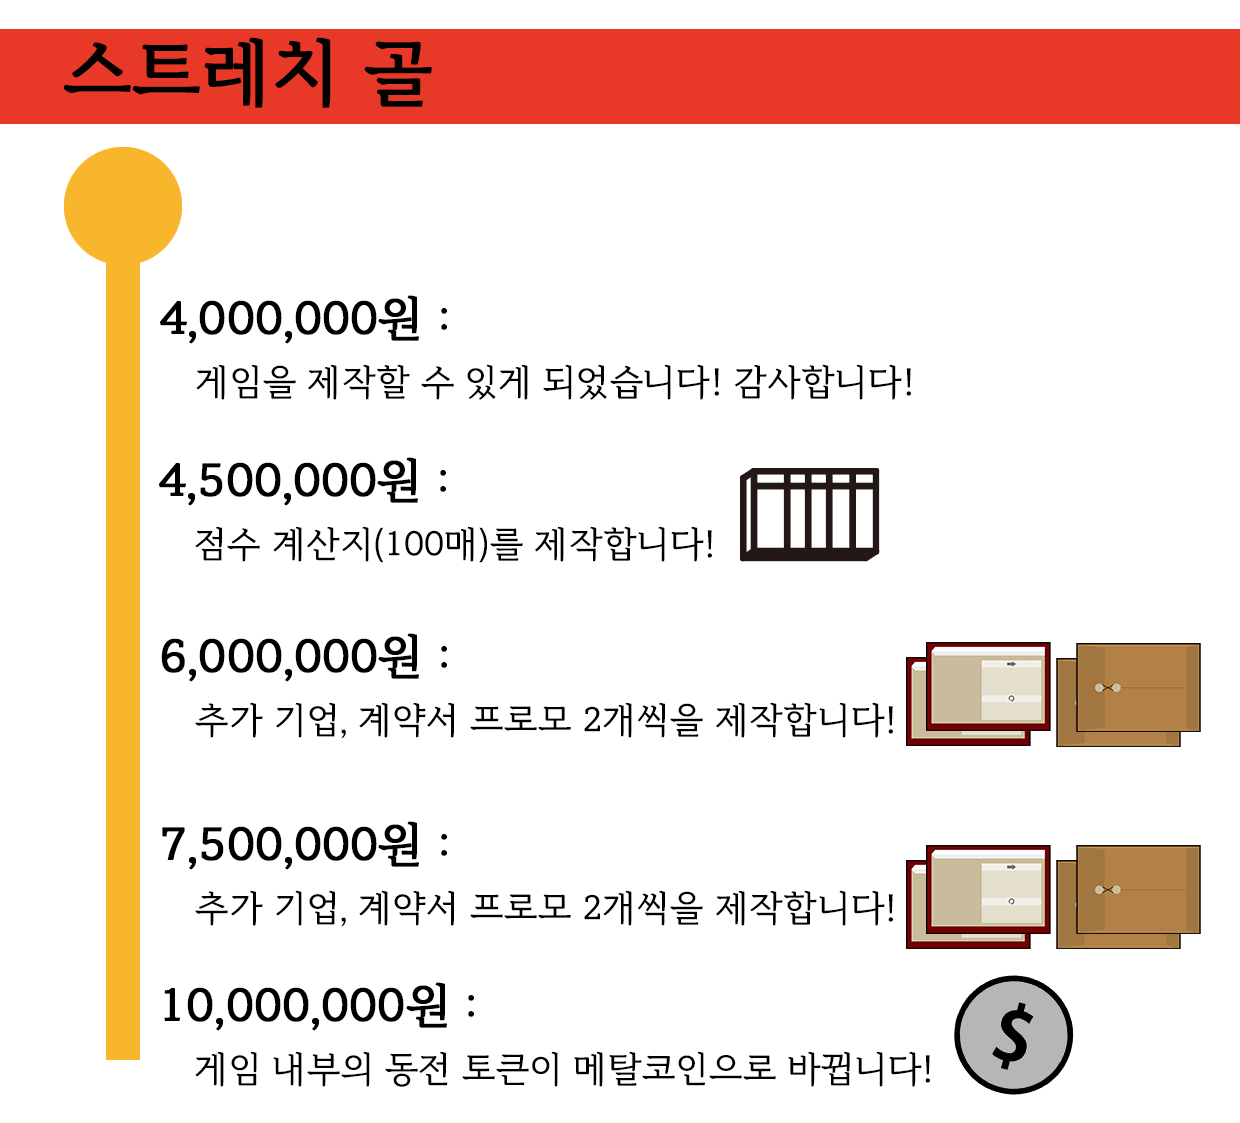 스트레치 골
4,000,000원 :
게임을 제작할 수 있게 되었습니다! 감사합니다!
4,500,000원 :
점수 계산지(100매)를 제작합니다!
6,000,000원 :
추가 기업, 계약서 프로모 2개씩을 제작합니다!
7,500,000원 :
추가 기업, 계약서 프로모 2개씩을 제작합니다!
10,000,000원 :
게임 내부의 동전 토큰이 메탈코인으로 바뀝니다!
$